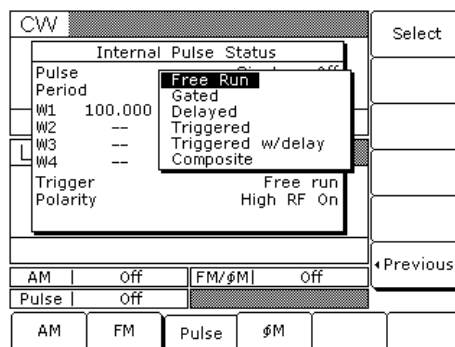 CW
Select
Internal Pulse Status
Pulse
Period
W1 100.000
W2 --
W3 --
W4 --
Free Run
Gated
Delayed
Triggered
Triggered w/delay
Composite
Trigger Free run
Polarity High RF On
Previous
AM Off FM/ϕM Off
Pulse Off
AM FM Pulse ϕM